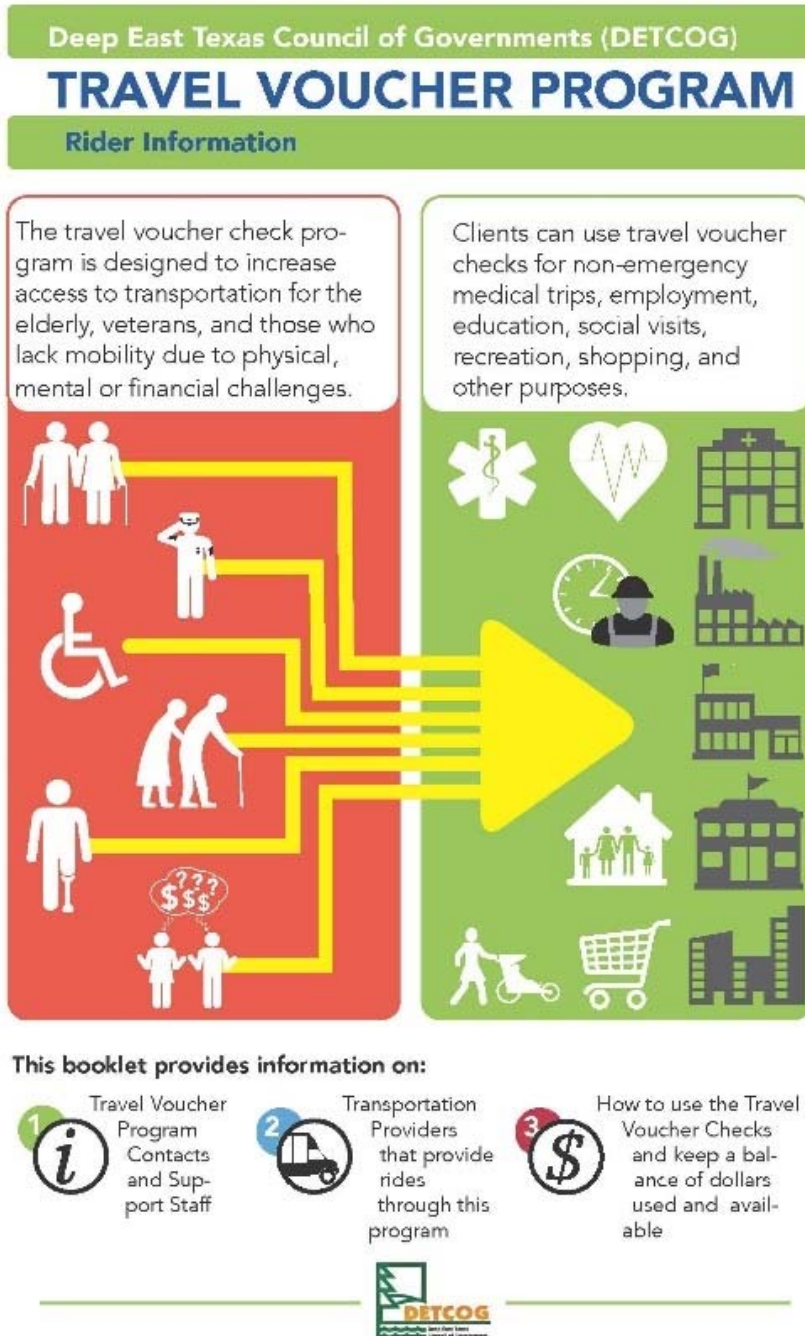 Deep East Texas Council of Governments (DETCOG)
TRAVEL VOUCHER PROGRAM
Rider Information
The travel voucher check pro-
gram is designed to increase
access to transportation for the
elderly, veterans, and those who
lack mobility due to physical,
mental or financial challenges.
Clients can use travel voucher
checks for non-emergency
medical trips, employment,
education, social visits,
recreation, shopping, and
other purposes.
???
$$$
This booklet provides information on:
1
i
Travel Voucher
Program
Contacts
and Sup-
port Staff
2
Transportation
Providers
that provide
rides
through this
program
3
$
How to use the Travel
Voucher Checks
and keep a bal-
ance of dollars
used and avail-
able
DETCOG